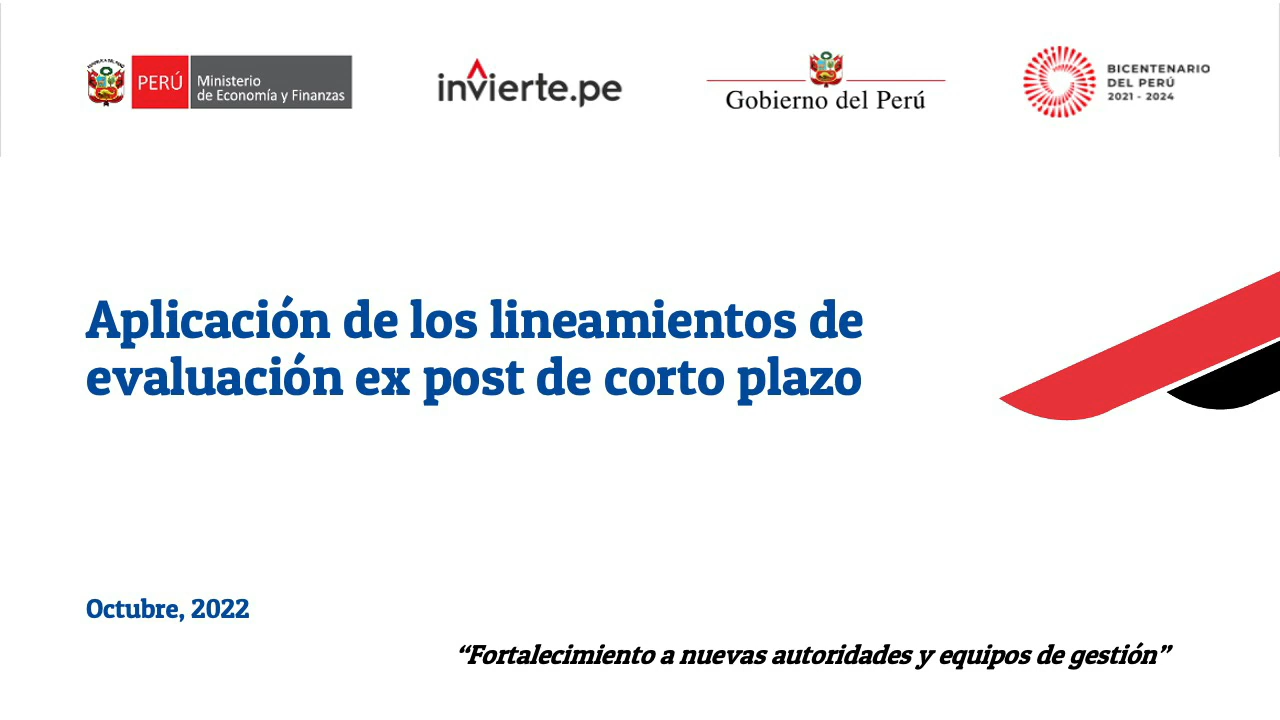 PERÚ
Ministerio
de Economía y Finanzas
invierte.pe
Gobierno del Perú
BICENTENARIO
DEL PERÚ
2021 - 2024
Aplicación de los lineamientos de
evaluación ex post de corto plazo
Octubre, 2022
“Fortalecimiento a nuevas autoridades y equipos de gestión”